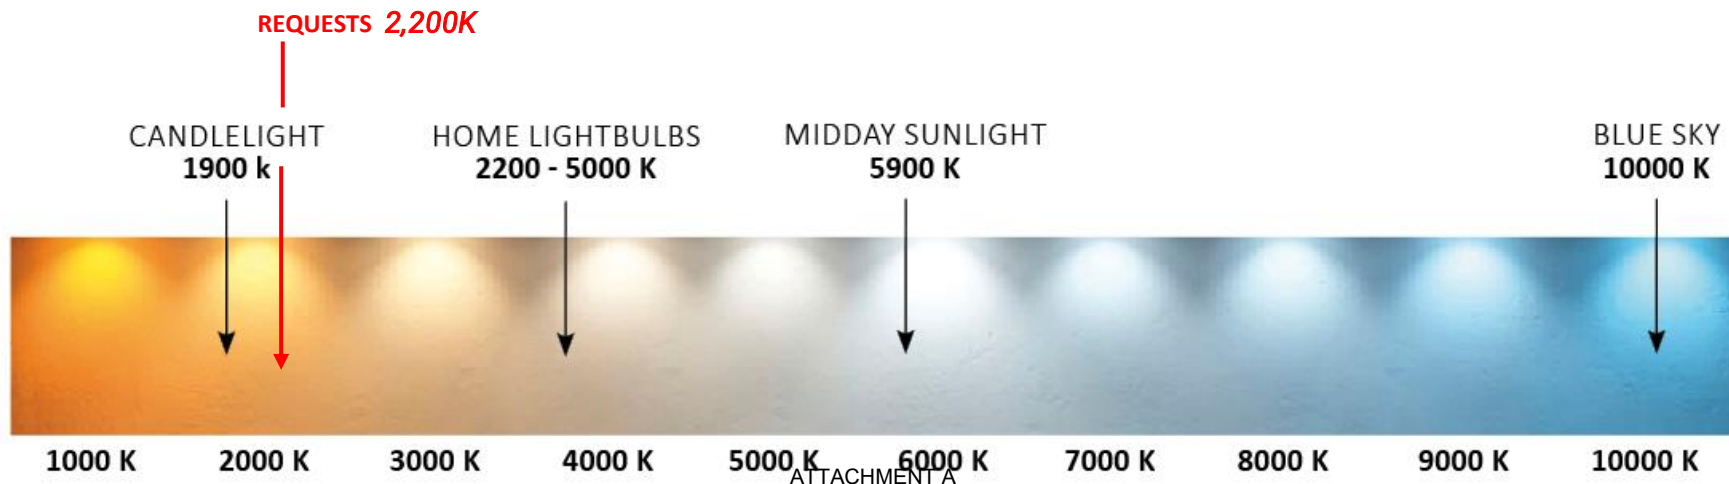 REQUESTS 2,200K
CANDLELIGHT
1900 k
HOME LIGHTBULBS
2200 - 5000 K
MIDDAY SUNLIGHT
5900 K
BLUE SKY
10000 K
1000 K 2000 K 3000 K 4000 K 5000 K 6000 K 7000 K 8000 K 9000 K 10000 K
ATTACHMENT A